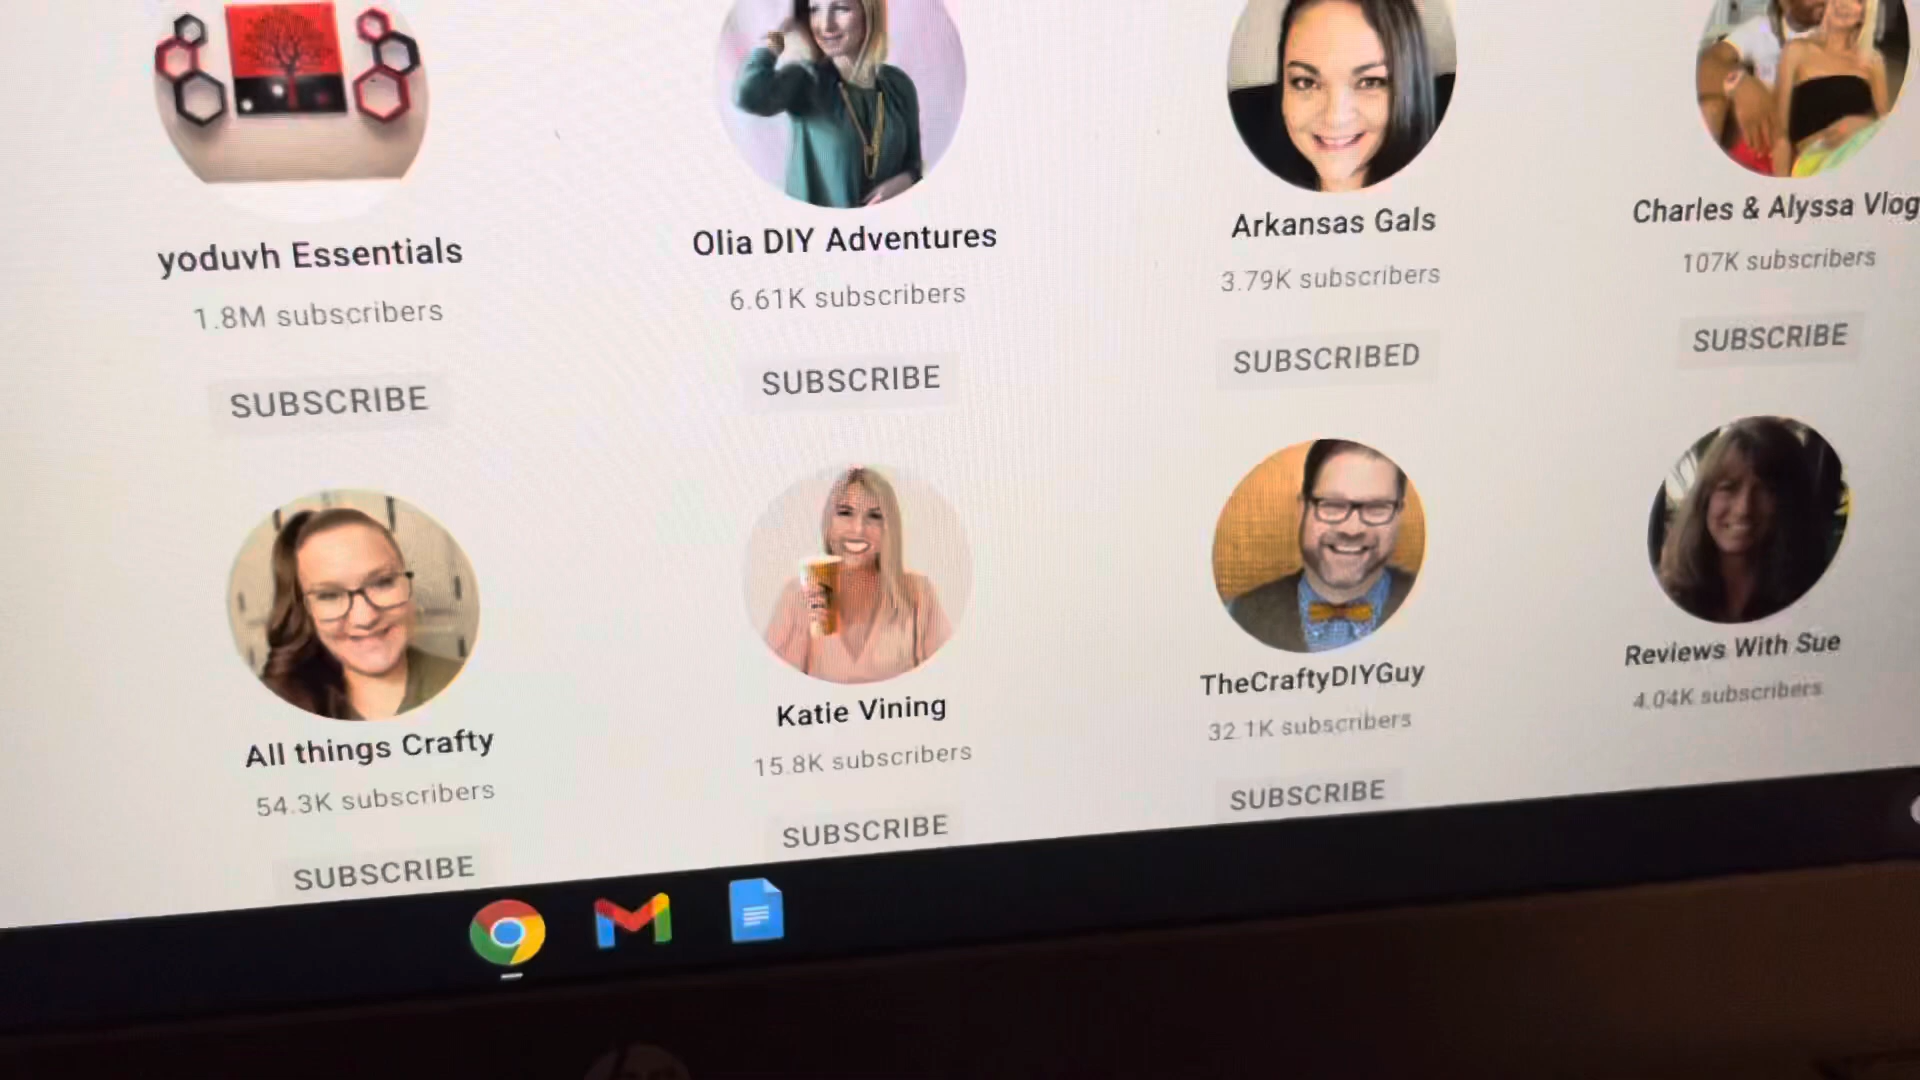 yoduvh Essentials
1.8M subscribers
SUBSCRIBE
Olia DIY Adventures
6.61K subscribers
SUBSCRIBE
Arkansas Gals
3.79K subscribers
SUBSCRIBED
Charles & Alyssa Vlog
107K subscribers
SUBSCRIBE
All things Crafty
54.3K subscribers
SUBSCRIBE
Katie Vining
15.8K subscribers
SUBSCRIBE
TheCraftyDIYGuy
32.1K subscribers
SUBSCRIBE
Reviews With Sue
4.04K subscribers